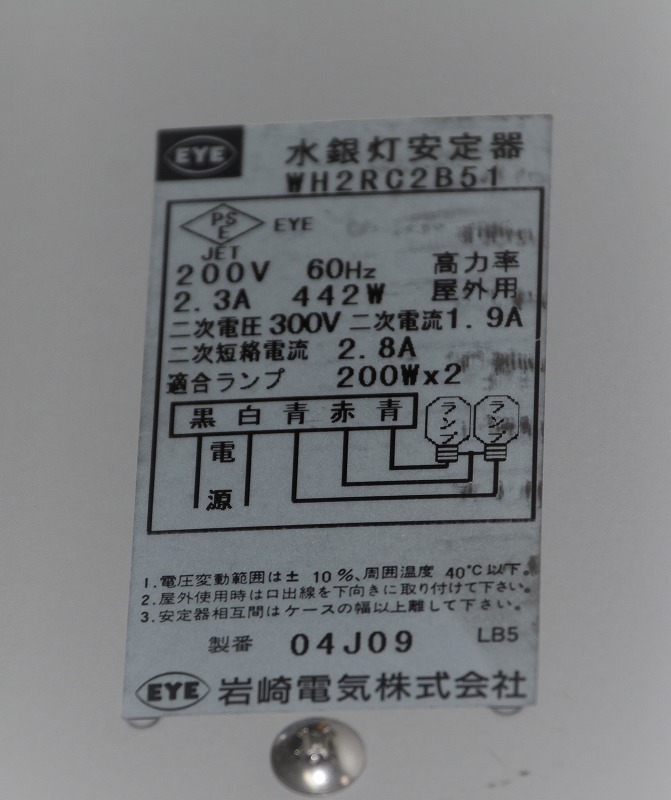 EYE 水銀灯安定器
WH2RC2B51
PS
E EYE
JET
200V 60Hz 高力率
2.3A 442W 屋外用
二次電圧300V 二次電流1.9A
二次短絡電流 2.8A
適合ランプ 200Wx2
黒 白 青 赤 青 ランプ ランプ
電
源
1.電圧変動範囲は± 10%、周囲温度 40℃以下。
2.屋外使用時は口出線を下向きに取り付けて下さい。
3.安定器相互間はケースの幅以上離して下さい。
製番 04J09 LB5
EYE 岩崎電気株式会社